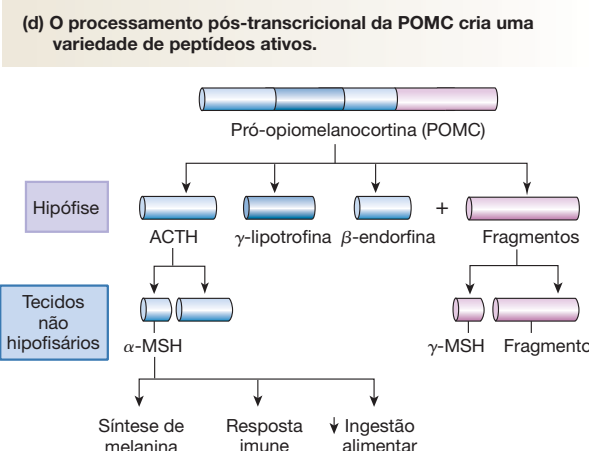 (d) O processamento pós-transcricional da POMC cria uma
variedade de peptídeos ativos.
Pró-opiomelanocortina (POMC)
Hipófise
+
ACTH
γ-lipotrofina
β-endorfina
Fragmentos
Tecidos
não
hipofisários
α-MSH
γ-MSH
Fragmento
Síntese de
melanina
Resposta
imune
Ingestão
alimentar